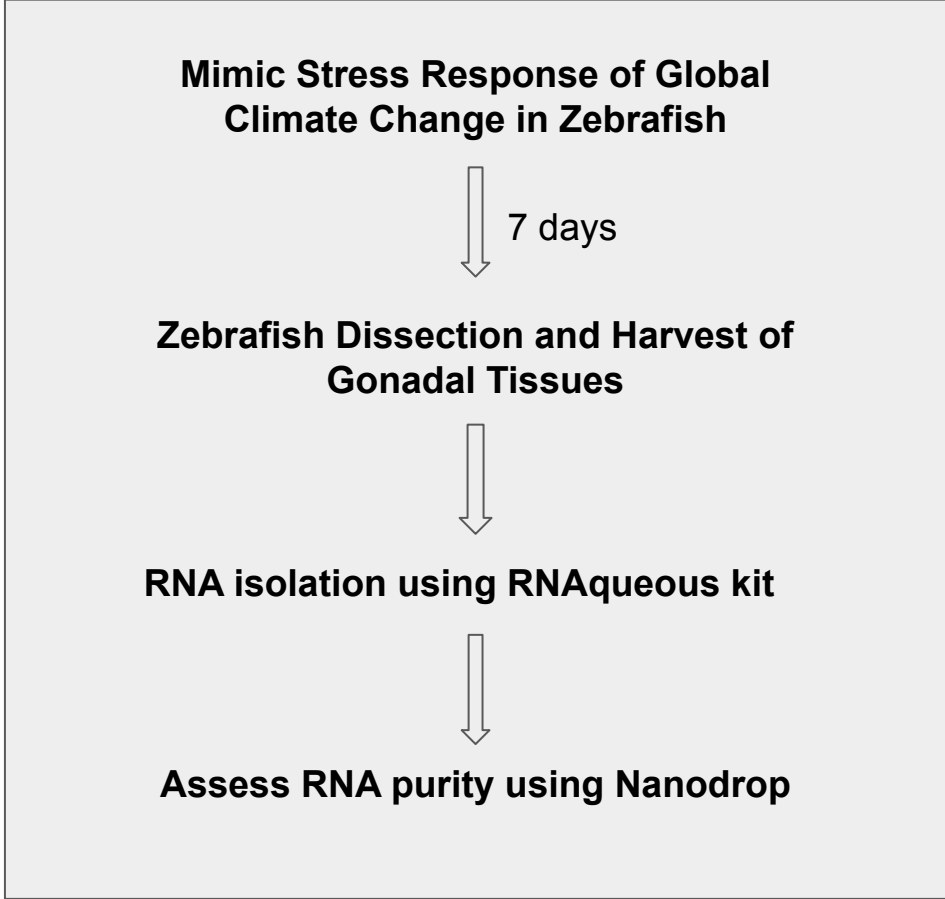 Mimic Stress Response of Global
Climate Change in Zebrafish
7 days
Zebrafish Dissection and Harvest of
Gonadal Tissues
RNA isolation using RNAqueous kit
Assess RNA purity using Nanodrop